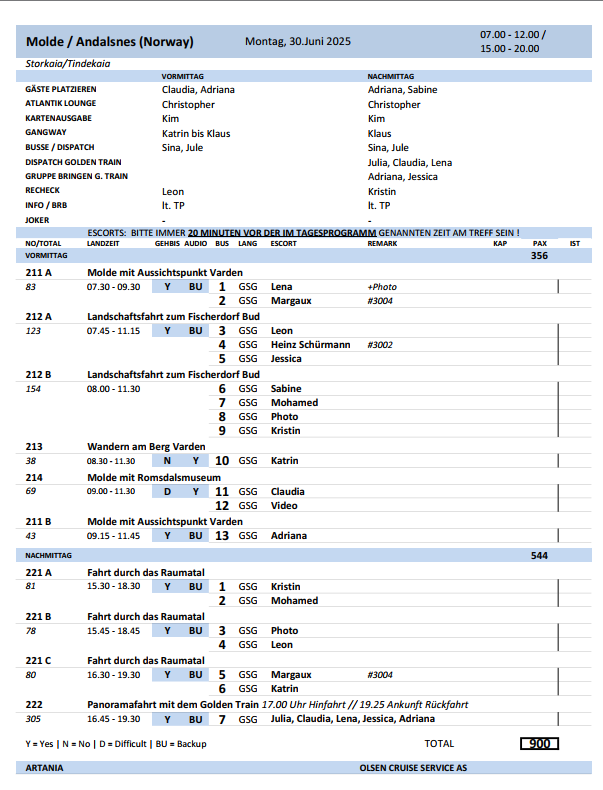 Molde / Andalsnes (Norway) Montag, 30.Juni 2025 07.00 - 12.00 / 15.00 - 20.00
Storkaia/Tindekaia
VORMITTAG NACHMITTAG
GÄSTE PLATZIEREN Claudia, Adriana Adriana, Sabine
ATLANTIK LOUNGE Christopher Christopher
KARTENAUSGABE Kim Kim
GANGWAY Katrin bis Klaus Klaus
BUSSE / DISPATCH Sina, Jule Sina, Jule
DISPATCH GOLDEN TRAIN Julia, Claudia, Lena
GRUPPE BRINGEN G. TRAIN Adriana, Jessica
RECHECK Leon Kristin
INFO / BRB lt. TP lt. TP
JOKER - -
ESCORTS: BITTE IMMER 20 MINUTEN VOR DER IM TAGESPROGRAMM GENANNTEN ZEIT AM TREFF SEIN !
NO/TOTAL LANDZEIT GEHBIS AUDIO BUS LANG ESCORT REMARK KAP PAX IST
VORMITTAG 356
211 A Molde mit Aussichtspunkt Varden
83 07.30 - 09.30 Y BU 1 GSG Lena +Photo
2 GSG Margaux #3004
212 A Landschaftsfahrt zum Fischerdorf Bud
123 07.45 - 11.15 Y BU 3 GSG Leon
4 GSG Heinz Schürmann #3002
5 GSG Jessica
212 B Landschaftsfahrt zum Fischerdorf Bud
154 08.00 - 11.30 6 GSG Sabine
7 GSG Mohamed
8 GSG Photo
9 GSG Kristin
213 Wandern am Berg Varden
38 08.30 - 11.30 N Y 10 GSG Katrin
214 Molde mit Romsdalsmuseum
69 09.00 - 11.30 D Y 11 GSG Claudia
12 GSG Video
211 B Molde mit Aussichtspunkt Varden
43 09.15 - 11.45 Y BU 13 GSG Adriana
NACHMITTAG 544
221 A Fahrt durch das Raumatal
81 15.30 - 18.30 Y BU 1 GSG Kristin
2 GSG Mohamed
221 B Fahrt durch das Raumatal
78 15.45 - 18.45 Y BU 3 GSG Photo
4 GSG Leon
221 C Fahrt durch das Raumatal
80 16.30 - 19.30 Y BU 5 GSG Margaux #3004
6 GSG Katrin
222 Panoramafahrt mit dem Golden Train 17.00 Uhr Hinfahrt // 19.25 Ankunft Rückfahrt
305 16.45 - 19.30 Y BU 7 GSG Julia, Claudia, Lena, Jessica, Adriana
Y = Yes | N = No | D = Difficult | BU = Backup TOTAL 900
ARTANIA OLSEN CRUISE SERVICE AS